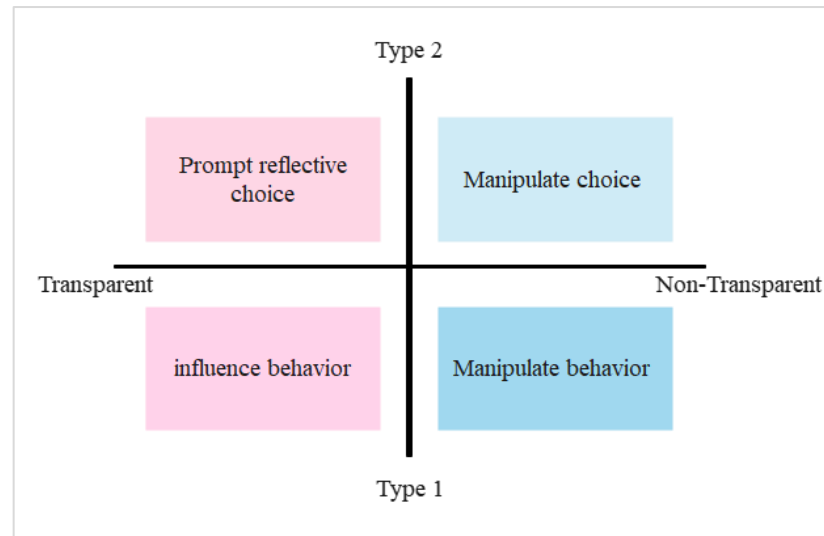 Type 2
Prompt reflective
choice
Manipulate choice
Transparent
Non-Transparent
influence behavior
Manipulate behavior
Type 1